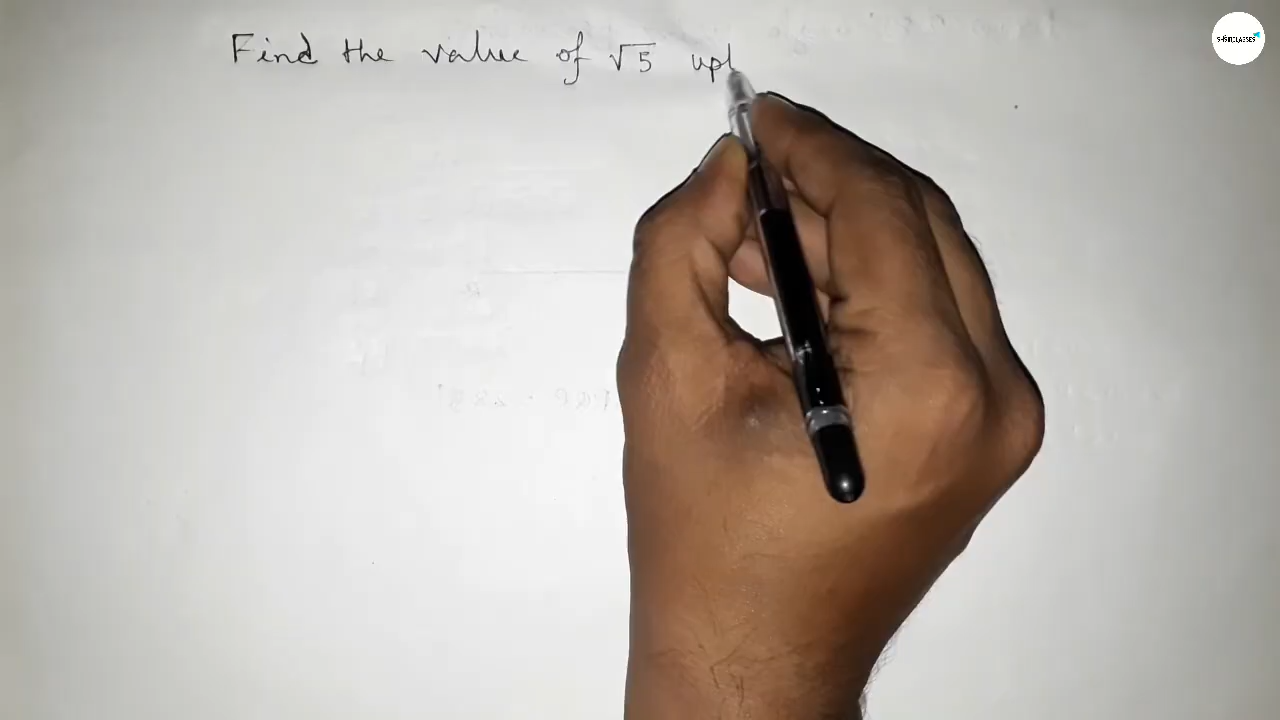 Find the value of √5 upt